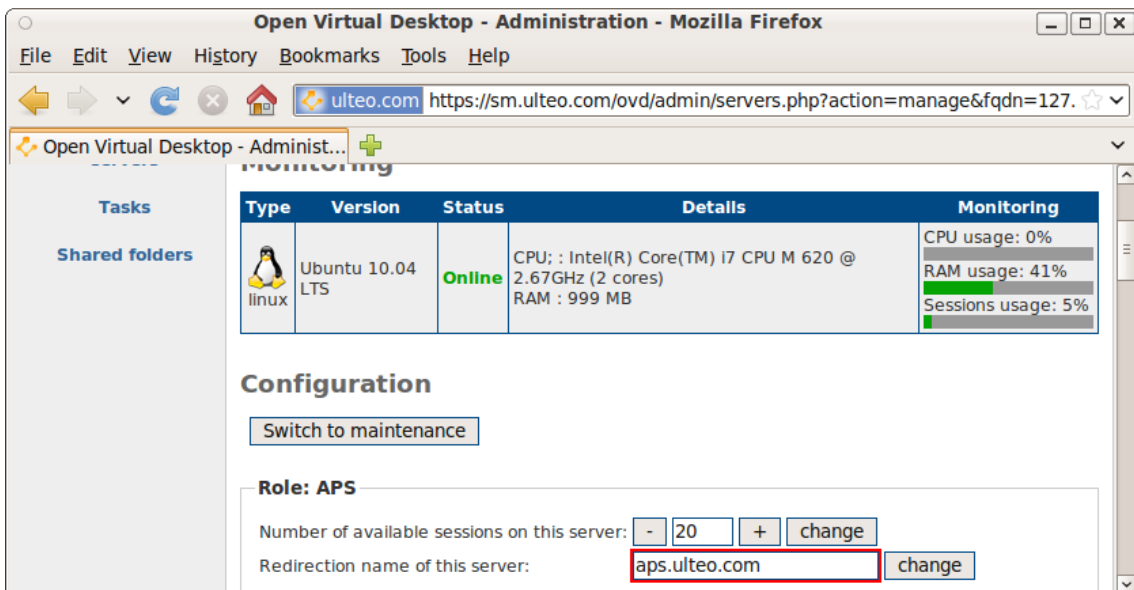 Open Virtual Desktop - Administration - Mozilla Firefox
File Edit View History Bookmarks Tools Help
ulteo.com https://sm.ulteo.com/ovd/admin/servers.php?action=manage&fqdn=127.
Open Virtual Desktop - Administ...
Servers
Monitoring
Tasks
Shared folders
Type Version Status Details Monitoring
linux
Ubuntu 10.04
LTS
Online
CPU; : Intel(R) Core(TM) i7 CPU M 620 @
2.67GHz (2 cores)
RAM : 999 MB
CPU usage: 0%
RAM usage: 41%
Sessions usage: 5%
Configuration
Switch to maintenance
Role: APS
Number of available sessions on this server: - 20 + change
Redirection name of this server: aps.ulteo.com change